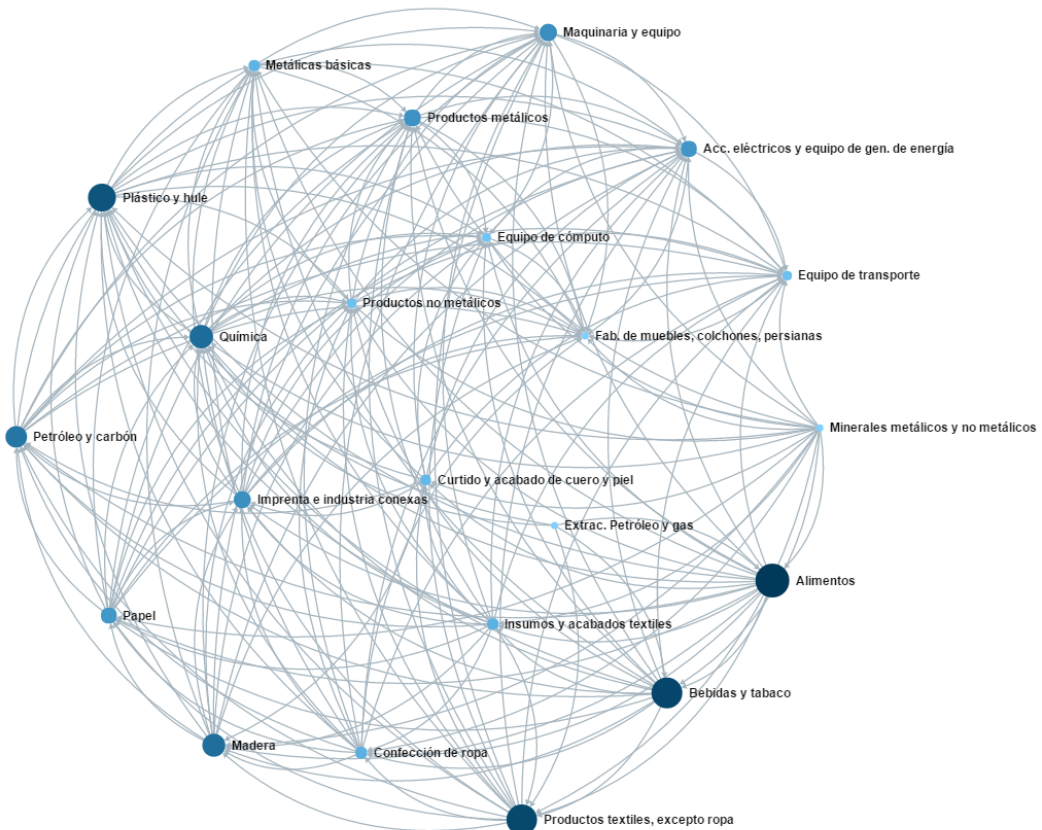 Maquinaria y equipo
Metálicas básicas
Productos metálicos
Acc. eléctricos y equipo de gen. de energía
Plástico y hule
Equipo de cómputo
Equipo de transporte
Productos no metálicos
Química
Fab. de muebles, colchones, persianas
Minerales metálicos y no metálicos
Petróleo y carbón
Curtido y acabado de cuero y piel
Imprenta e industria conexas
Extrac. Petróleo y gas
Alimentos
Papel
Insumos y acabados textiles
Bebidas y tabaco
Madera
Confección de ropa
Productos textiles, excepto ropa